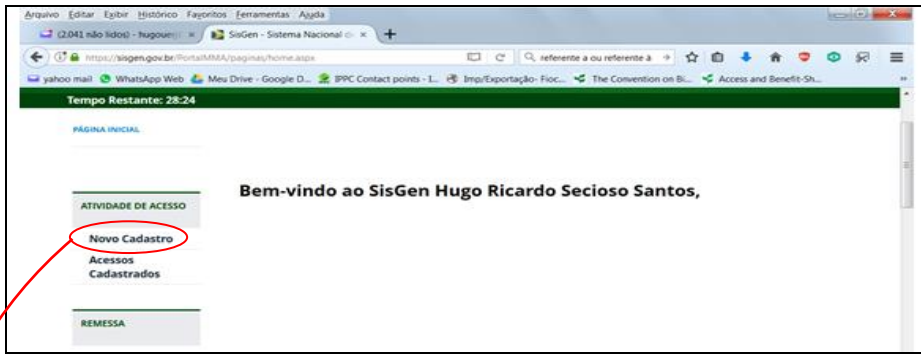 Arquivo Editar Exibir Histórico Favoritos Ferramentas Ajuda
(2.041 não lidos) - hugouerj × SisGen - Sistema Nacional d × +
https://sisgen.gov.br/PortalMMA/paginas/home.aspx referente a ou referente à
yahoo mail WhatsApp Web Meu Drive - Google D... IPPC Contact points - I... Imp/Exportação- Fioc... The Convention on Bi... Access and Benefit-Sh...
Tempo Restante: 28:24
PÁGINA INICIAL
Bem-vindo ao SisGen Hugo Ricardo Secioso Santos,
ATIVIDADE DE ACESSO
Novo Cadastro
Acessos
Cadastrados
REMESSA